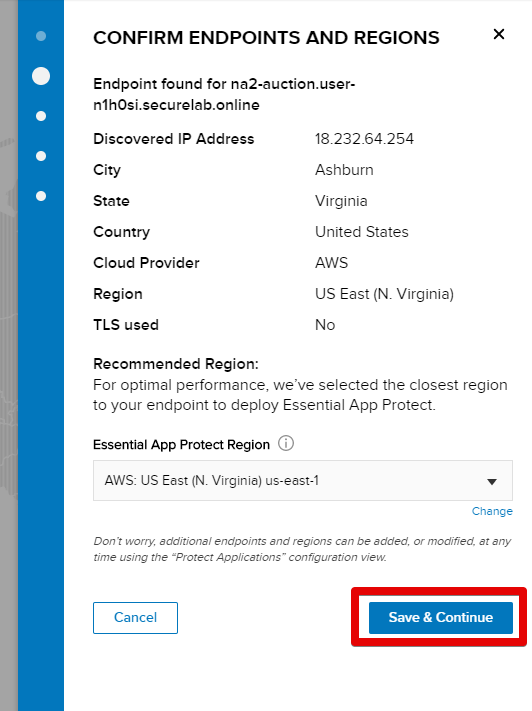 CONFIRM ENDPOINTS AND REGIONS
Endpoint found for na2-auction.user-
n1h0si.securelab.online
Discovered IP Address 18.232.64.254
City Ashburn
State Virginia
Country United States
Cloud Provider AWS
Region US East (N. Virginia)
TLS used No
Recommended Region:
For optimal performance, we’ve selected the closest region
to your endpoint to deploy Essential App Protect.
Essential App Protect Region
AWS: US East (N. Virginia) us-east-1
Change
Don’t worry, additional endpoints and regions can be added, or modified, at any
time using the “Protect Applications” configuration view.
Cancel Save & Continue